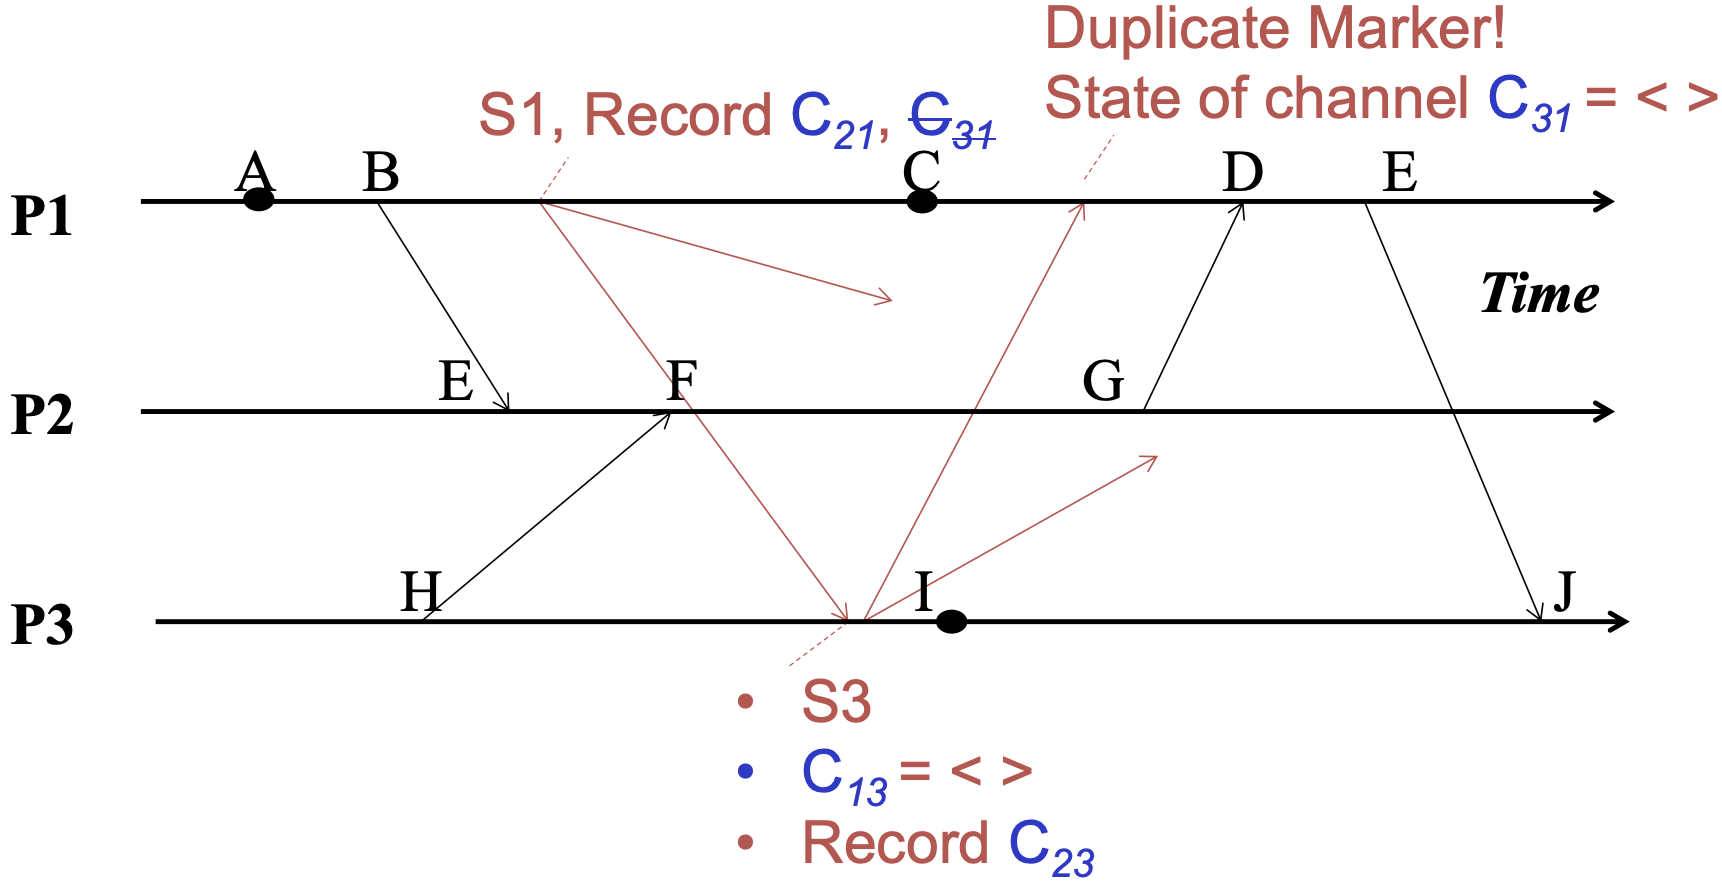 Duplicate Marker!
State of channel C31 = < >
S1, Record C21, C31
A B C D E
P1
Time
E F G
P2
H I J
P3
• S3
• C13 = < >
• Record C23